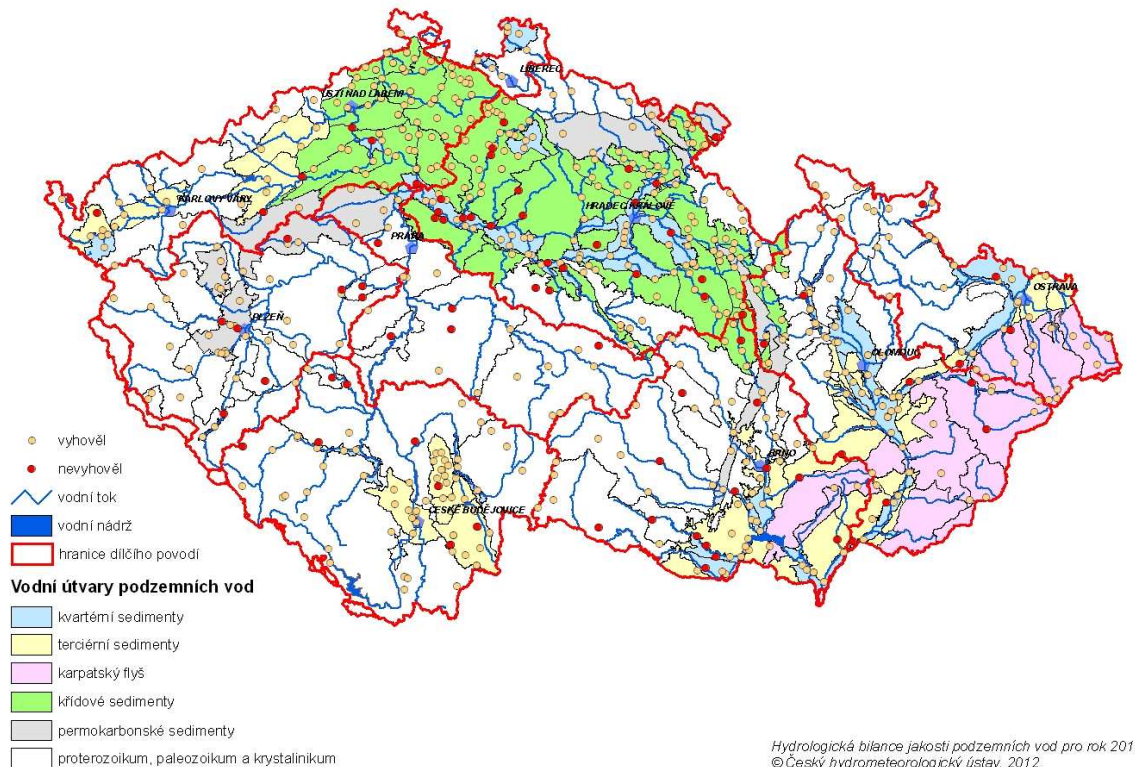 LIBEREC
ÚSTÍ NAD LABEM
KARLOVY VARY
HRADEC KRÁLOVÉ
PRAHA
OSTRAVA
PLZEŇ
OLOMOUC
BRNO
ČESKÉ BUDĚJOVICE
vyhověl
nevyhověl
vodní tok
vodní nádrž
hranice dílčího povodí
Vodní útvary podzemních vod
kvartérní sedimenty
terciérní sedimenty
karpatský flyš
křídové sedimenty
permokarbonské sedimenty
proterozoikum, paleozoikum a krystalinikum
Hydrologická bilance jakosti podzemních vod pro rok 201
© Český hydrometeorologický ústav, 2012